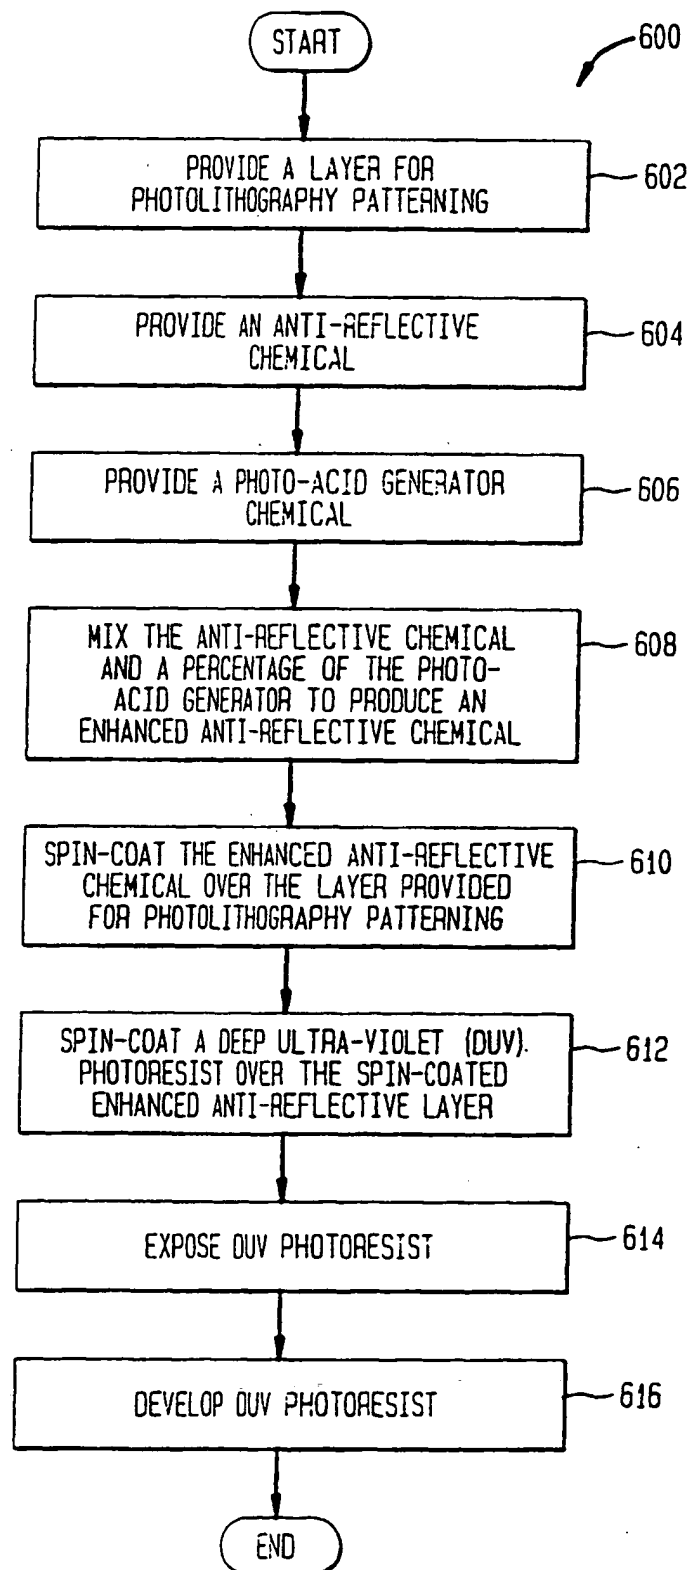 START
600
PROVIDE A LAYER FOR
PHOTOLITHOGRAPHY PATTERNING
602
PROVIDE AN ANTI-REFLECTIVE
CHEMICAL
604
PROVIDE A PHOTO-ACID GENERATOR
CHEMICAL
606
MIX THE ANTI-REFLECTIVE CHEMICAL
AND A PERCENTAGE OF THE PHOTO-
ACID GENERATOR TO PRODUCE AN
ENHANCED ANTI-REFLECTIVE CHEMICAL
608
SPIN-COAT THE ENHANCED ANTI-REFLECTIVE
CHEMICAL OVER THE LAYER PROVIDED
FOR PHOTOLITHOGRAPHY PATTERNING
610
SPIN-COAT A DEEP ULTRA-VIOLET (DUV).
PHOTORESIST OVER THE SPIN-COATED
ENHANCED ANTI-REFLECTIVE LAYER
612
EXPOSE DUV PHOTORESIST
614
DEVELOP DUV PHOTORESIST
616
END